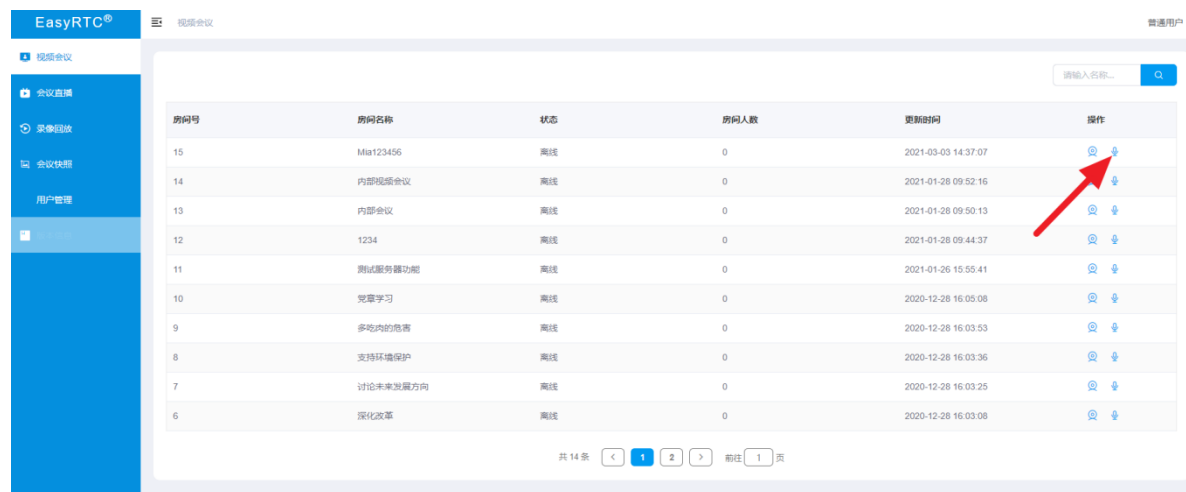 EasyRTC®
视频会议
普通用户
视频会议
会议直播
录像回放
会议快照
用户管理
请输入名称...
房间号 房间名称 状态 房间人数 更新时间 操作
15 Mia123456 离线 0 2021-03-03 14:37:07
14 内部视频会议 离线 0 2021-01-28 09:52:16
13 内部会议 离线 0 2021-01-28 09:50:13
12 1234 离线 0 2021-01-28 09:44:37
11 测试服务器功能 离线 0 2021-01-26 15:55:41
10 党章学习 离线 0 2020-12-28 16:05:08
9 多吃肉的危害 离线 0 2020-12-28 16:03:53
8 支持环境保护 离线 0 2020-12-28 16:03:36
7 讨论未来发展方向 离线 0 2020-12-28 16:03:25
6 深化改革 离线 0 2020-12-28 16:03:08
共 14 条 < 1 2 > 前往 1 页